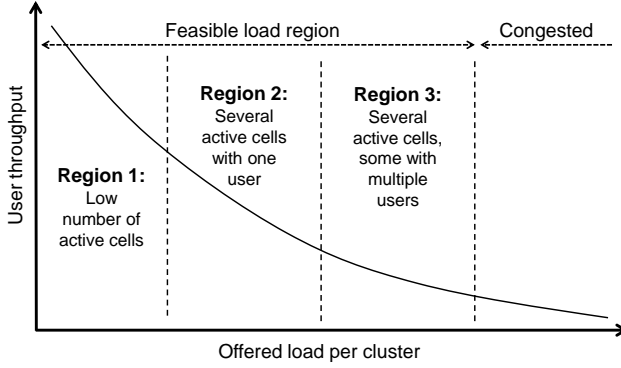 Feasible load region
Congested
User throughput
Region 1:
Low
number of
active cells
Region 2:
Several
active cells
with one
user
Region 3:
Several
active cells,
some with
multiple
users
Offered load per cluster